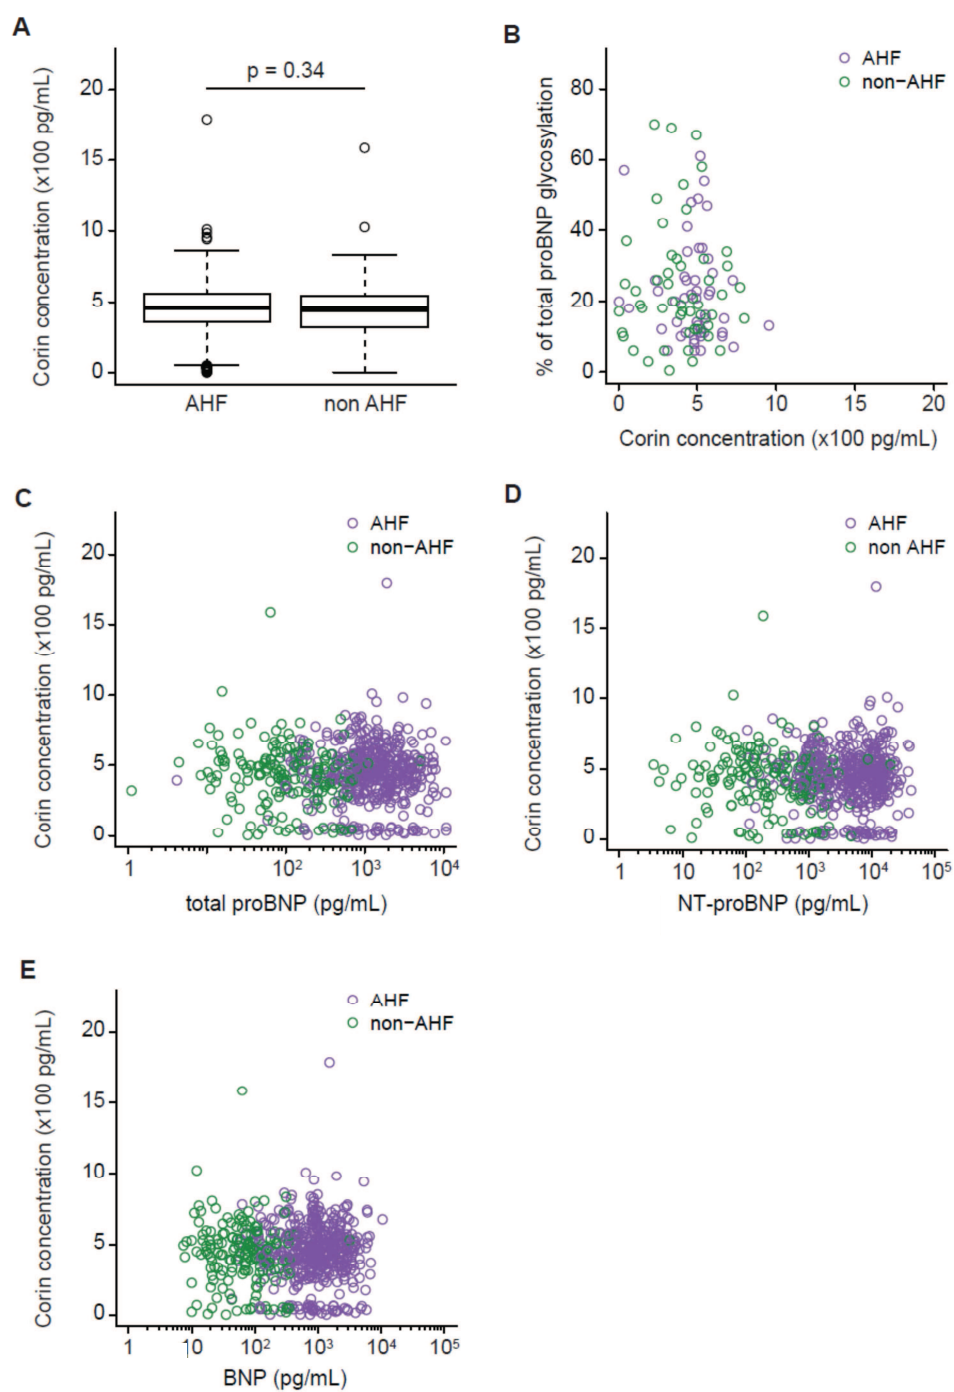 A
Corin concentration (x100 pg/mL)
20
15
10
5
0
p = 0.34
AHF
non AHF
B
% of total proBNP glycosylation
80
60
40
20
0
AHF
non-AHF
0
5
10
15
20
Corin concentration (x100 pg/mL)
C
Corin concentration (x100 pg/mL)
20
15
10
5
0
AHF
non-AHF
1
10²
10³
10⁴
total proBNP (pg/mL)
D
Corin concentration (x100 pg/mL)
20
15
10
5
0
AHF
non AHF
1
10
10²
10³
10⁴
10⁵
NT-proBNP (pg/mL)
E
Corin concentration (x100 pg/mL)
20
15
10
5
0
AHF
non-AHF
1
10
10²
10³
10⁴
10⁵
BNP (pg/mL)